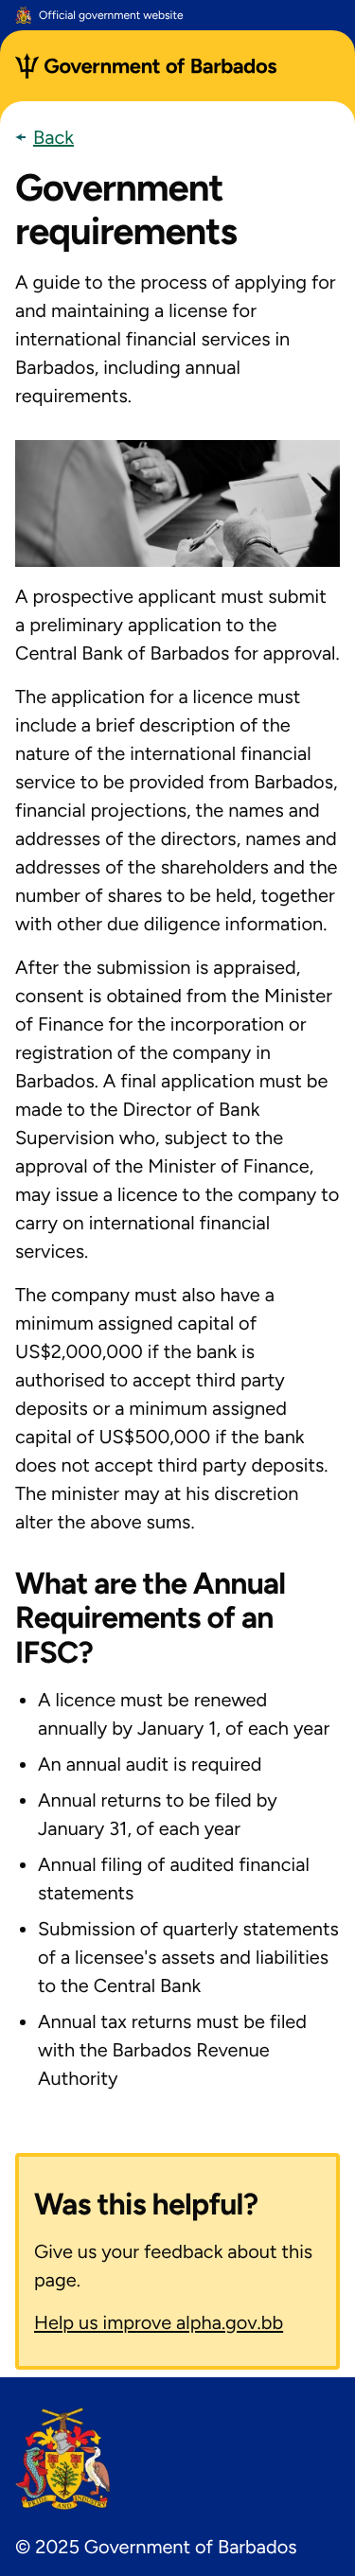 Official government website
Government of Barbados
Back
Government
requirements
A guide to the process of applying for
and maintaining a license for
international financial services in
Barbados, including annual
requirements.
A prospective applicant must submit
a preliminary application to the
Central Bank of Barbados for approval.
The application for a licence must
include a brief description of the
nature of the international financial
service to be provided from Barbados,
financial projections, the names and
addresses of the directors, names and
addresses of the shareholders and the
number of shares to be held, together
with other due diligence information.
After the submission is appraised,
consent is obtained from the Minister
of Finance for the incorporation or
registration of the company in
Barbados. A final application must be
made to the Director of Bank
Supervision who, subject to the
approval of the Minister of Finance,
may issue a licence to the company to
carry on international financial
services.
The company must also have a
minimum assigned capital of
US$2,000,000 if the bank is
authorised to accept third party
deposits or a minimum assigned
capital of US$500,000 if the bank
does not accept third party deposits.
The minister may at his discretion
alter the above sums.
What are the Annual
Requirements of an
IFSC?
• A licence must be renewed
annually by January 1, of each year
• An annual audit is required
• Annual returns to be filed by
January 31, of each year
• Annual filing of audited financial
statements
• Submission of quarterly statements
of a licensee's assets and liabilities
to the Central Bank
• Annual tax returns must be filed
with the Barbados Revenue
Authority
Was this helpful?
Give us your feedback about this
page.
Help us improve alpha.gov.bb
PRIDE AND INDUSTRY
© 2025 Government of Barbados